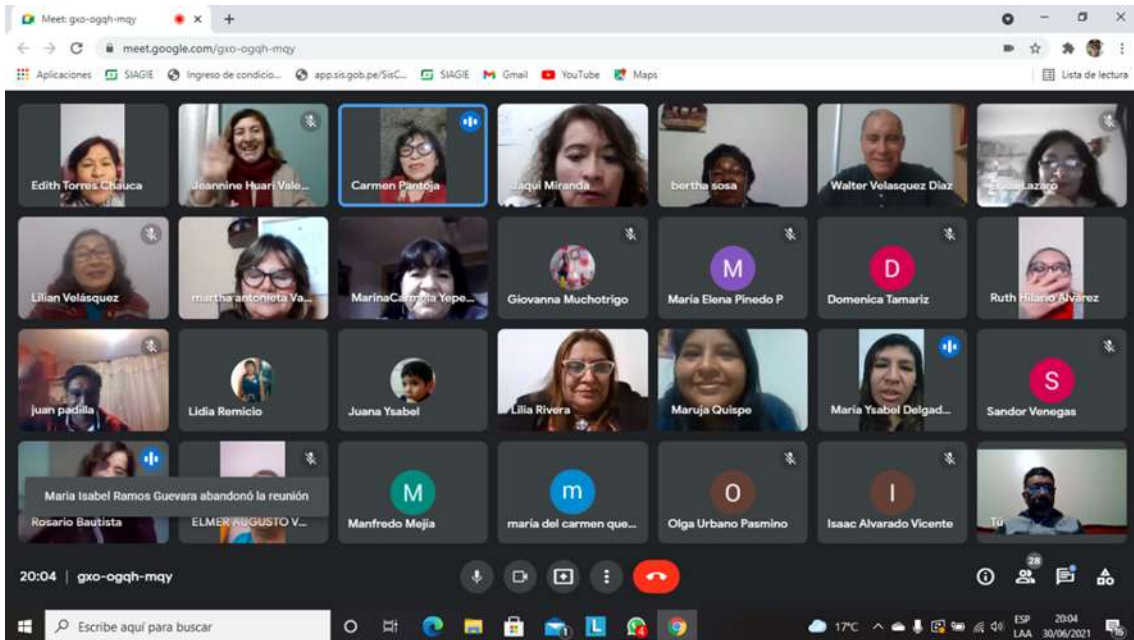 Meet: gxo-ogqh-mqy
meet.google.com/gxo-ogqh-mqy
Aplicaciones SIAGIE Ingreso de condicio... app.sis.gob.pe/SisC... SIAGIE Gmail YouTube Maps Lista de lectura
Edith Torres Chauca Jeannine Huari Vale... Carmen Pantoja Jaqui Miranda bertha sosa Walter Velasquez Diaz Lazaro
Lilian Velásquez martha antonieta Va... MarinaCarmela Yepe... Giovanna Muchotrigo M María Elena Pinedo P D Domenica Tamariz Ruth Hilario Alvarez
juan padilla Lidia Remicio Juana Ysabel Lilia Rivera Maruja Quispe María Ysabel Delgad... S Sandor Venegas
Maria Isabel Ramos Guevara abandonó la reunión
Rosario Bautista ELMER AUGUSTO V... M Manfredo Mejía m maría del carmen que... O Olga Urbano Pasmino I Isaac Alvarado Vicente Tú
20:04 | gxo-ogqh-mqy 28
Escribe aquí para buscar L 17°C ESP 20:04
LAA 30/06/2021